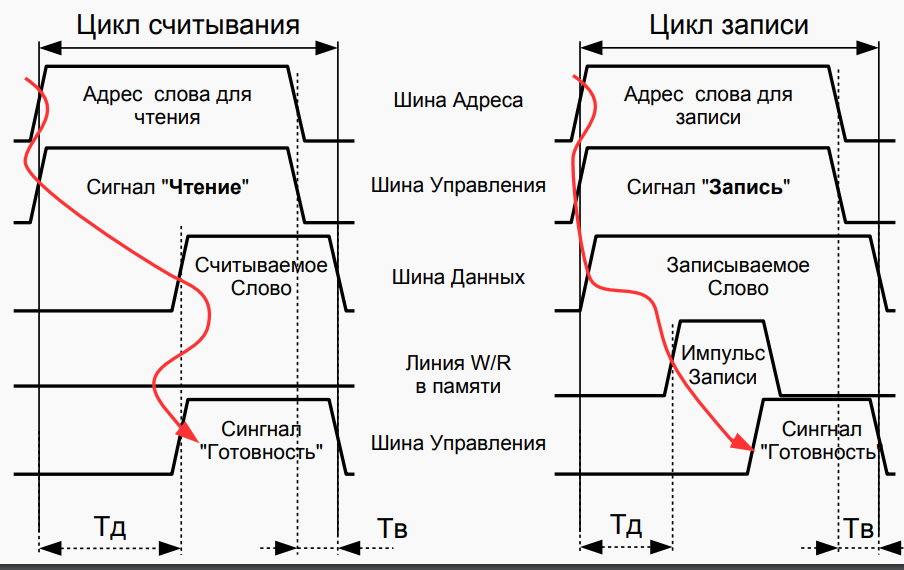 Цикл считывания
Цикл записи
Адрес слова для
чтения
Шина Адреса
Адрес слова для
записи
Сигнал "Чтение"
Шина Управления
Сигнал "Запись"
Считываемое
Слово
Шина Данных
Записываемое
Слово
Линия W/R
в памяти
Импульс
Записи
Сингнал
"Готовность"
Шина Управления
Сингнал
"Готовность"
Тд
Тв
Тд
Тв